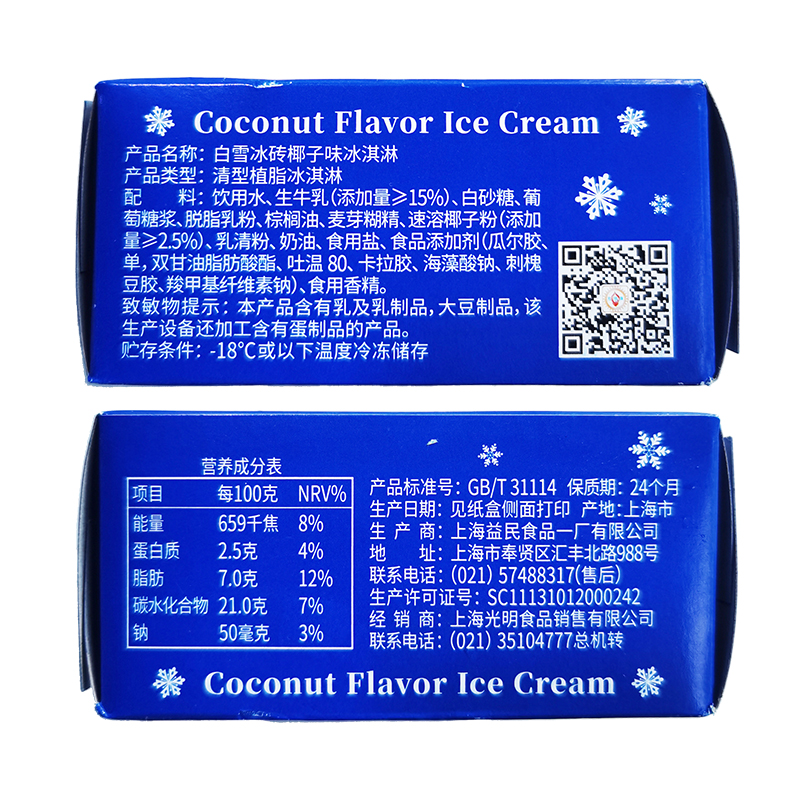 Coconut Flavor Ice Cream
产品名称：白雪冰砖椰子味冰淇淋
产品类型：清型植脂冰淇淋
配 料：饮用水、生牛乳(添加量≥15%)、白砂糖、葡
萄糖浆、脱脂乳粉、棕榈油、麦芽糊精、速溶椰子粉(添加
量≥2.5%)、乳清粉、奶油、食用盐、食品添加剂(瓜尔胶、
单，双甘油脂肪酸酯、吐温 80、卡拉胶、海藻酸钠、刺槐
豆胶、羧甲基纤维素钠)、食用香精。
致敏物提示：本产品含有乳及乳制品，大豆制品，该
生产设备还加工含有蛋制品的产品。
贮存条件：-18℃或以下温度冷冻储存
营养成分表
项目 每100克 NRV%
能量 659千焦 8%
蛋白质 2.5克 4%
脂肪 7.0克 12%
碳水化合物 21.0克 7%
钠 50毫克 3%
产品标准号：GB/T 31114 保质期：24个月
生产日期：见纸盒侧面打印 产地：上海市
生 产 商：上海益民食品一厂有限公司
地 址：上海市奉贤区汇丰北路988号
联系电话：(021) 57488317(售后)
生产许可证号：SC11131012000242
经 销 商：上海光明食品销售有限公司
联系电话：(021) 35104777总机转
Coconut Flavor Ice Cream